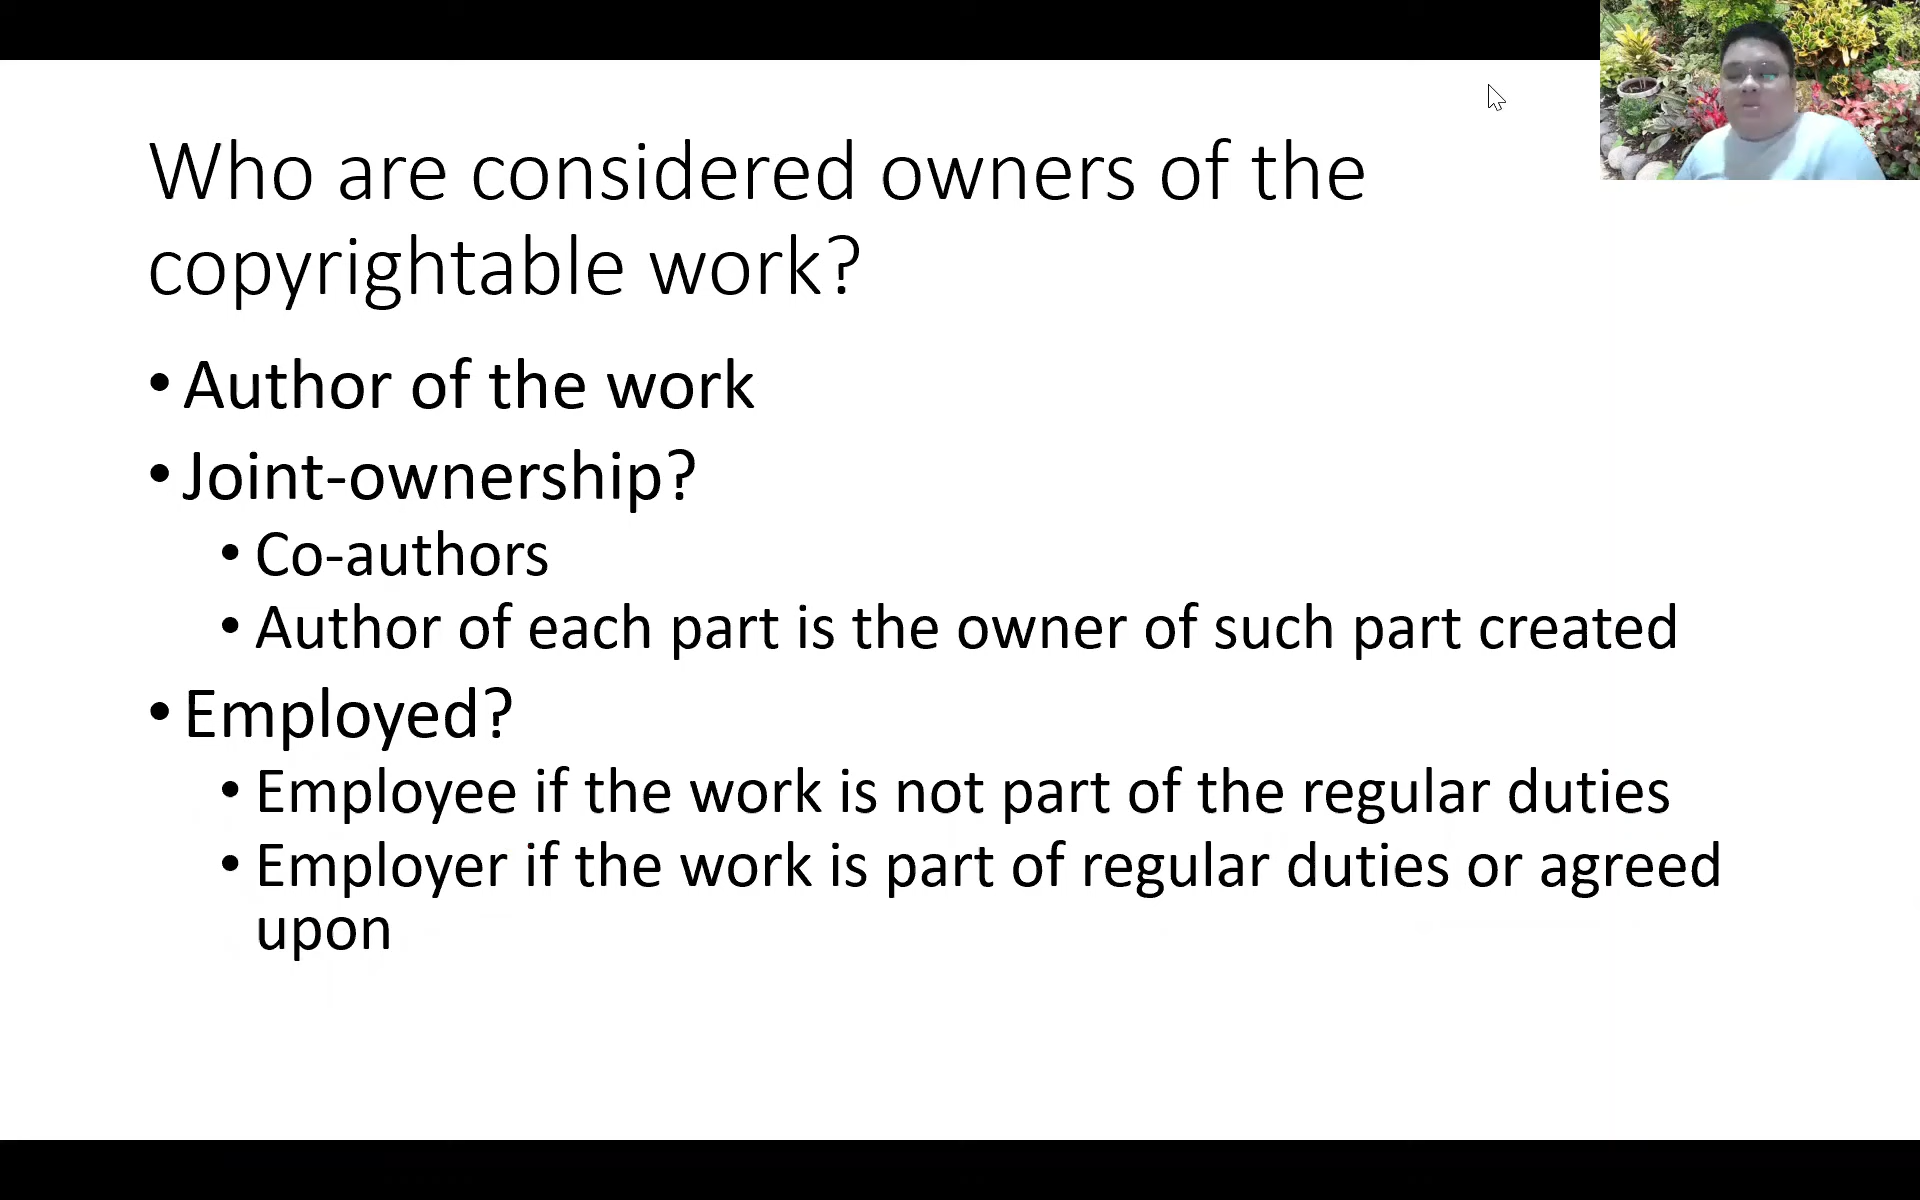 Who are considered owners of the
copyrightable work?
• Author of the work
• Joint-ownership?
• Co-authors
• Author of each part is the owner of such part created
• Employed?
• Employee if the work is not part of the regular duties
• Employer if the work is part of regular duties or agreed
upon